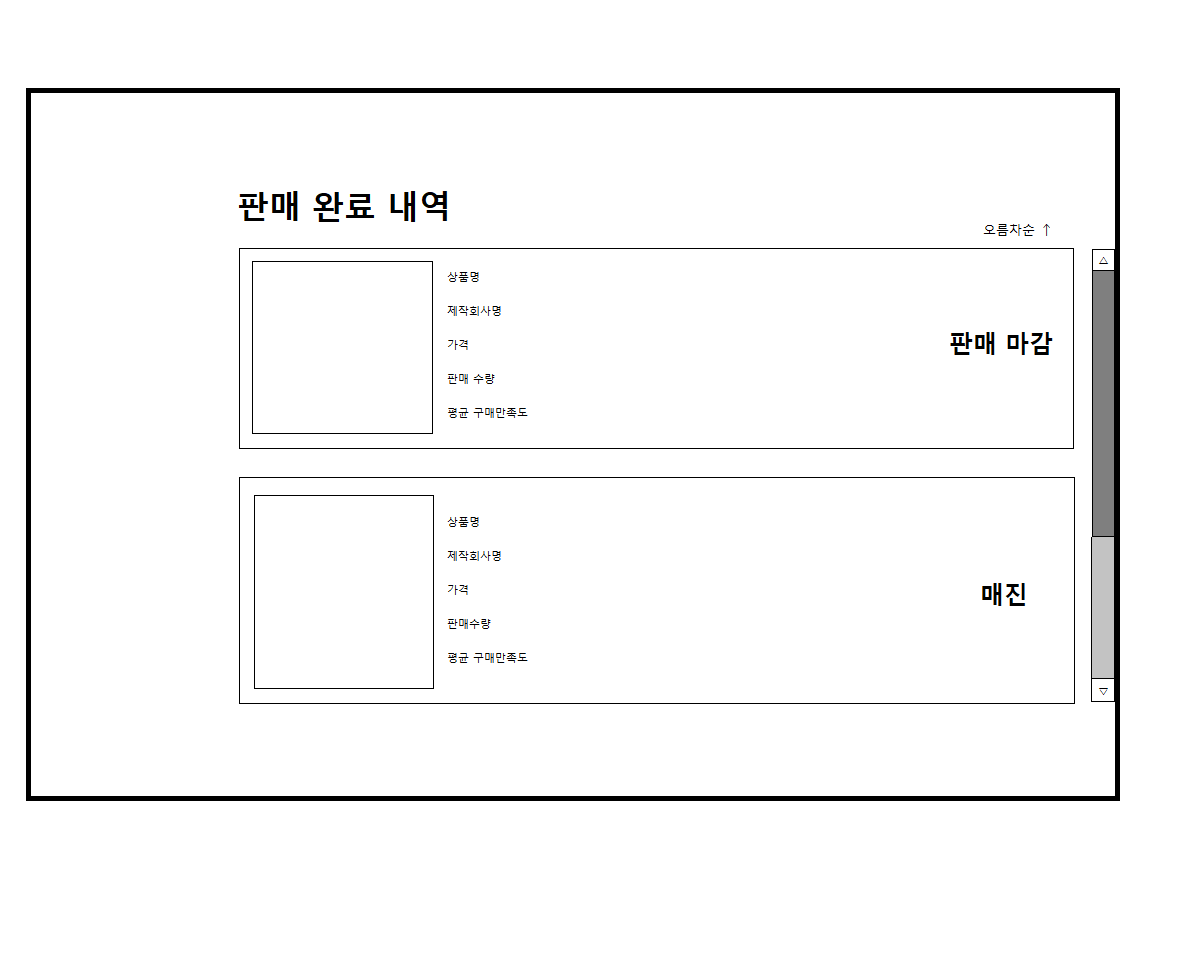 판매 완료 내역
오름차순 ↑
상품명
제작회사명
가격
판매 수량
평균 구매만족도
판매 마감
상품명
제작회사명
가격
판매수량
평균 구매만족도
매진